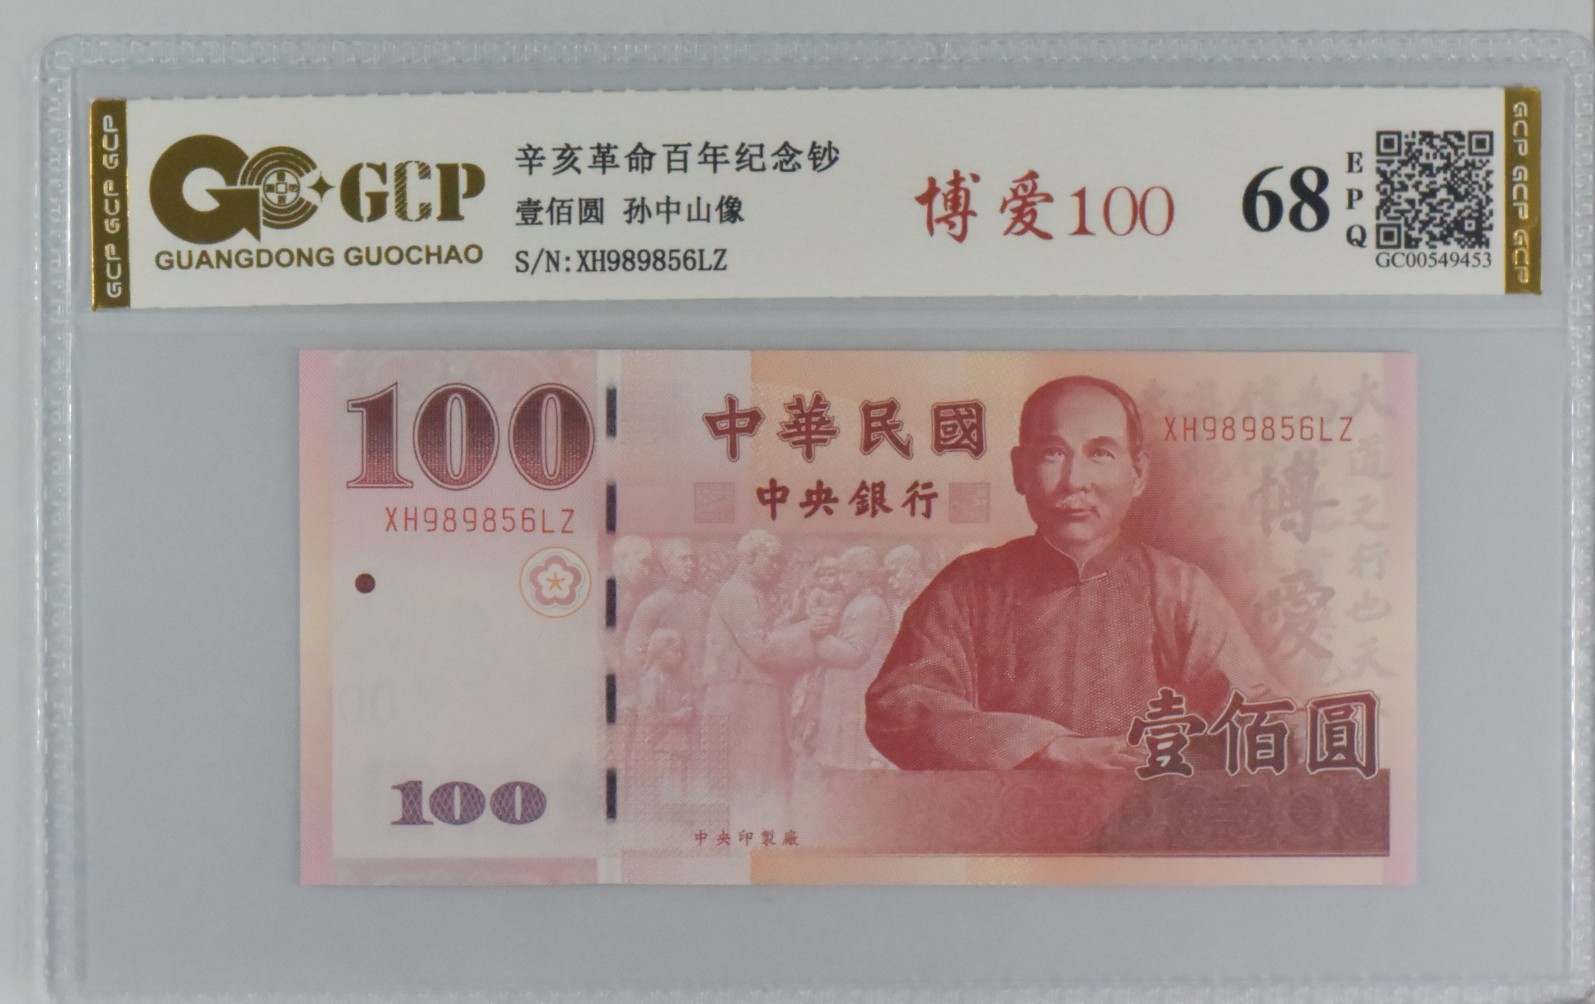 GCP GCP GCP
GCP
GUANGDONG GUOCHAO
辛亥革命百年纪念钞
壹佰圆 孙中山像
S/N:XH989856LZ
博爱100
68
EPQ
GC00549453
GCP GCP GCP
100
中華民國
XH989856LZ
中央銀行
XH989856LZ
大道之行也天
博愛
壹佰圓
100
中央印製廠